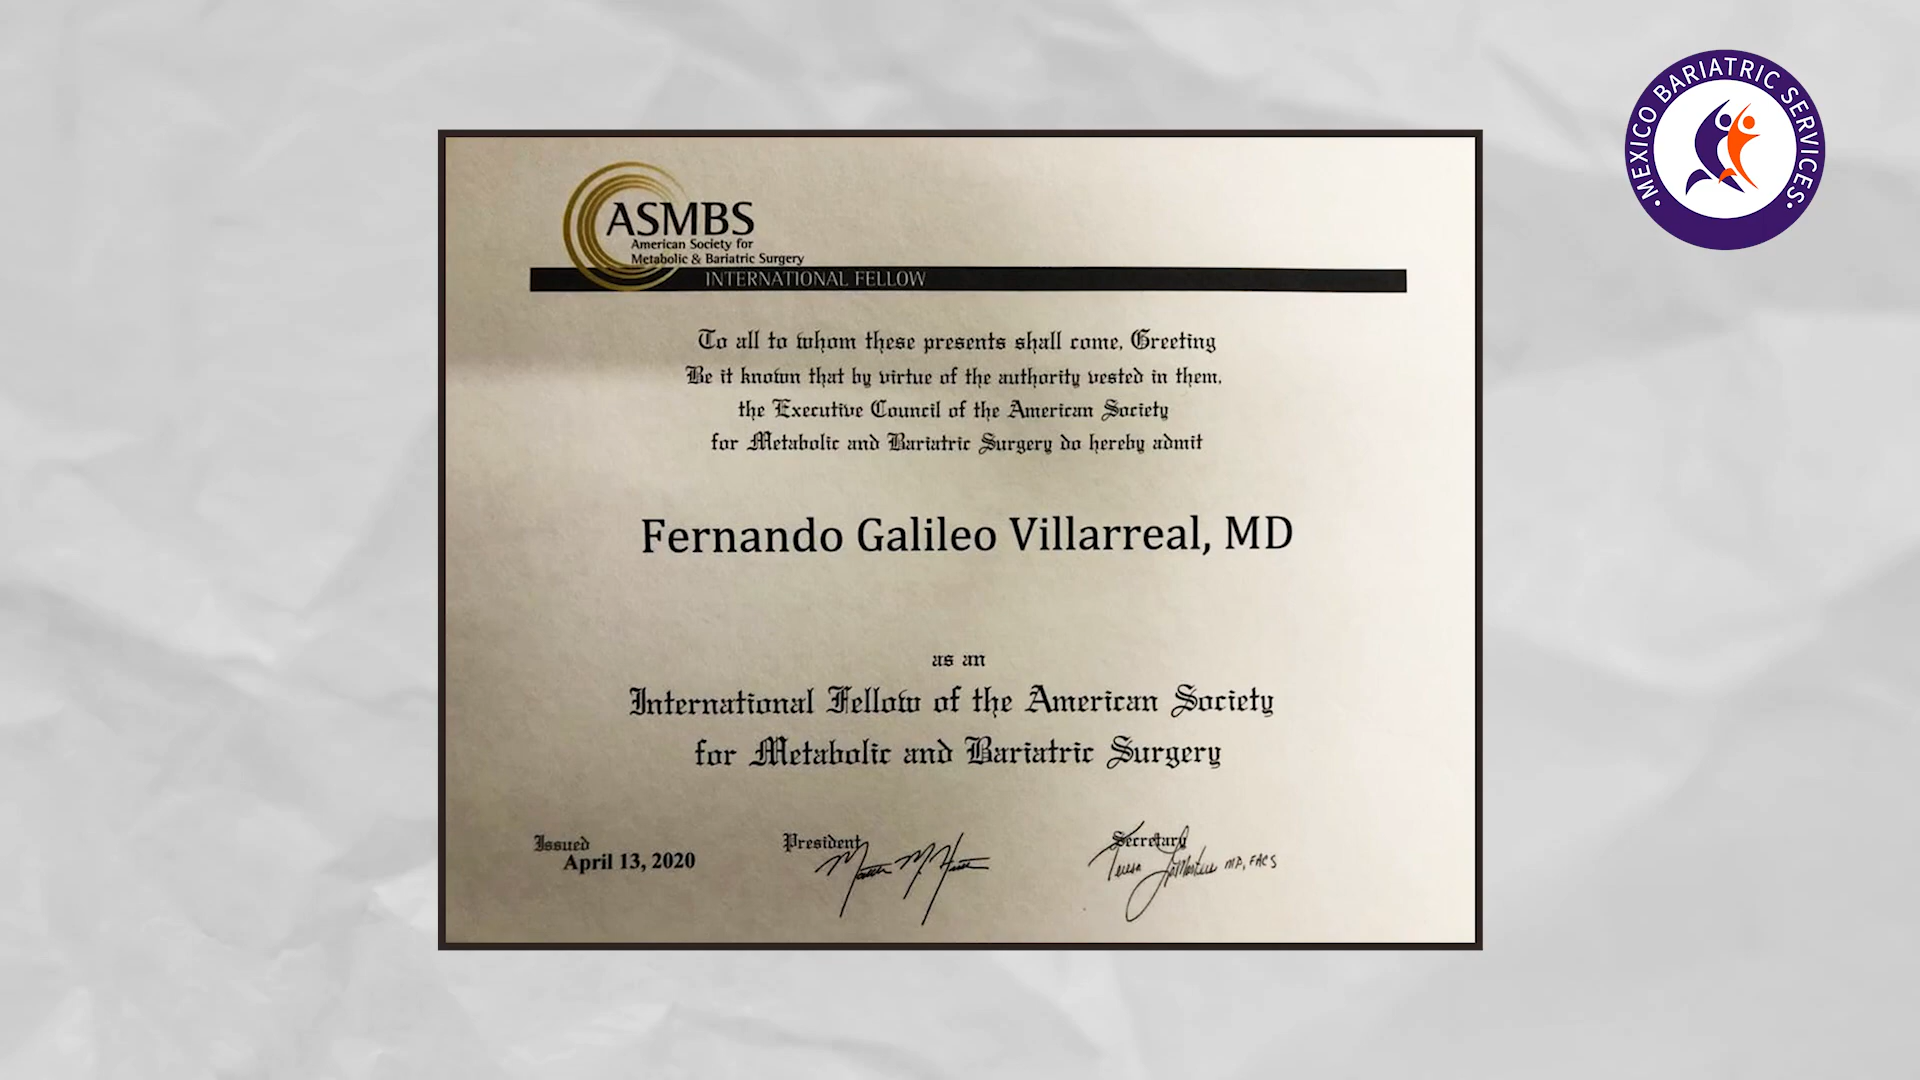 MEXICO BARIATRIC SERVICES
ASMBS
American Society for
Metabolic & Bariatric Surgery
INTERNATIONAL FELLOW
To all to whom these presents shall come, Greeting
Be it known that by virtue of the authority vested in them,
the Executive Council of the American Society
for Metabolic and Bariatric Surgery do hereby admit
Fernando Galileo Villarreal, MD
as an
International Fellow of the American Society
for Metabolic and Bariatric Surgery
Issued
April 13, 2020
President
Secretary
Teresa LaMasters MD, FACS